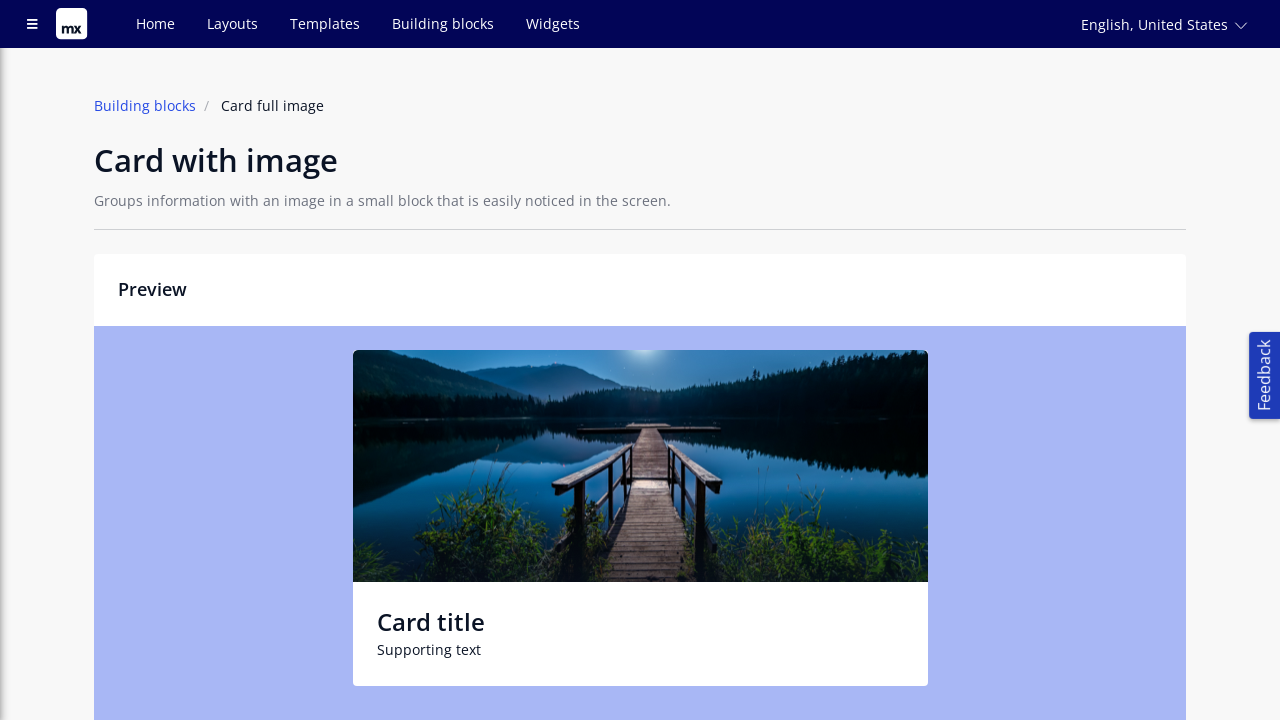 mx
Home
Layouts
Templates
Building blocks
Widgets
English, United States
Building blocks / Card full image
Card with image
Groups information with an image in a small block that is easily noticed in the screen.
Preview
Feedback
Card title
Supporting text